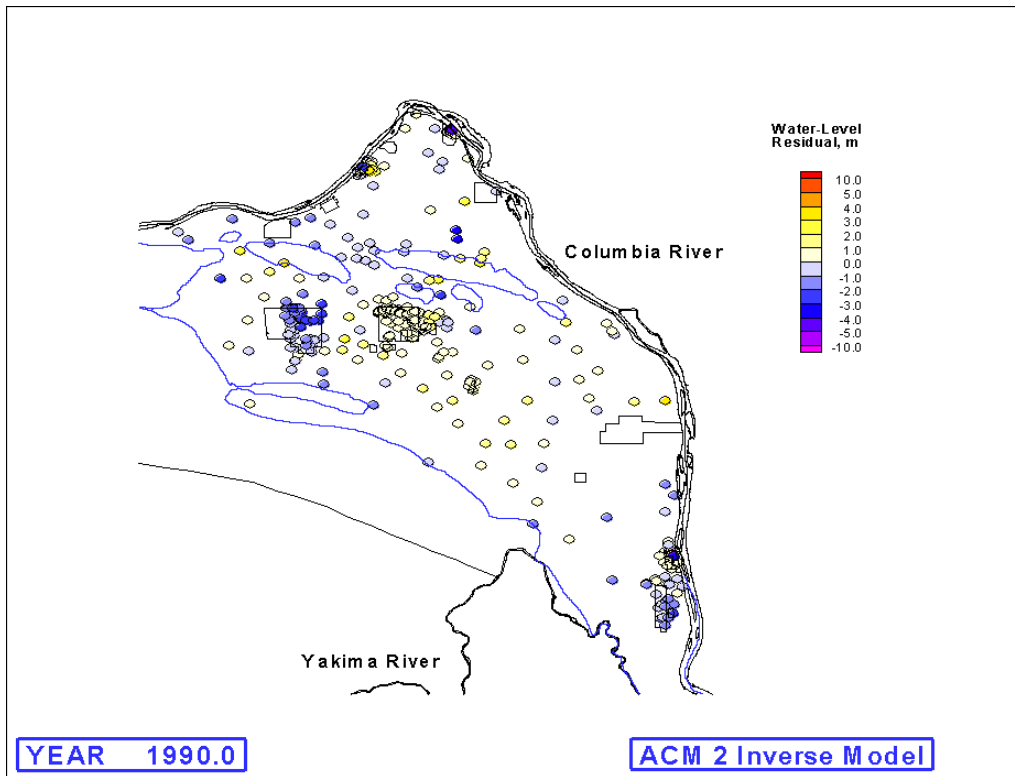 Water-Level
Residual, m
10.0
5.0
4.0
3.0
2.0
1.0
0.0
-1.0
-2.0
-3.0
-4.0
-5.0
-10.0
Columbia River
Yakima River
YEAR 1990.0
ACM 2 Inverse Model